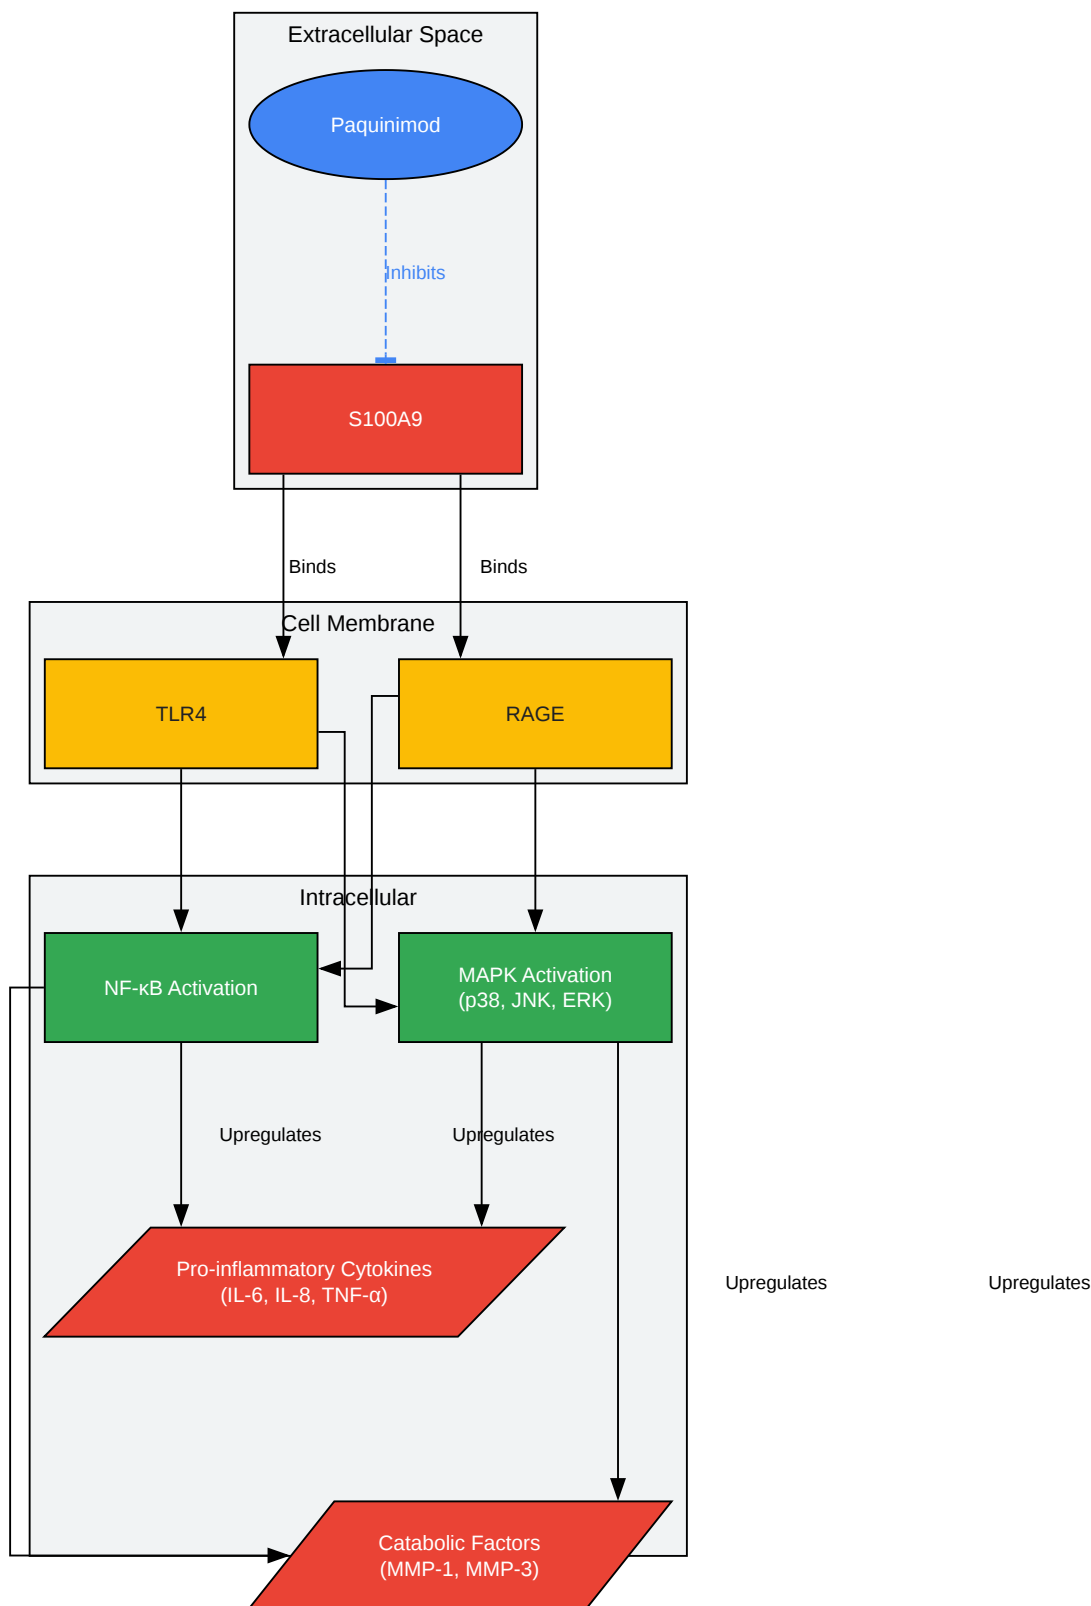 Extracellular Space
Paquinimod
Inhibits
S100A9
Binds
Binds
Cell Membrane
TLR4
RAGE
Intracellular
NF-κB Activation
MAPK Activation
(p38, JNK, ERK)
Upregulates
Upregulates
Pro-inflammatory Cytokines
(IL-6, IL-8, TNF-α)
Upregulates
Upregulates
Catabolic Factors
(MMP-1, MMP-3)